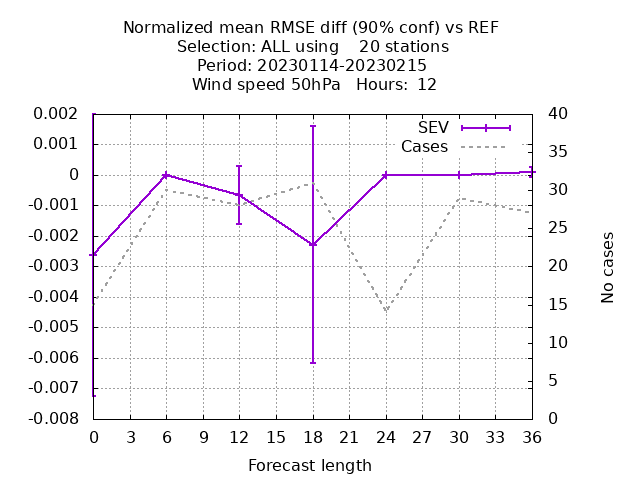 Normalized mean RMSE diff (90% conf) vs REF
Selection: ALL using    20 stations
Period: 20230114-20230215
Wind speed 50hPa   Hours:  12
SEV
Cases
0.002
0.001
0
-0.001
-0.002
-0.003
-0.004
-0.005
-0.006
-0.007
-0.008
40
35
30
25
20
15
10
5
0
No cases
0 3 6 9 12 15 18 21 24 27 30 33 36
Forecast length